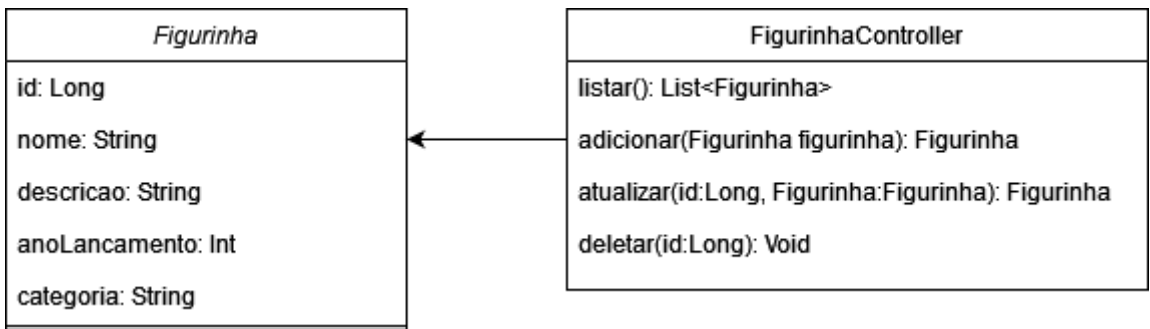 Figurinha
id: Long
nome: String
descricao: String
anoLancamento: Int
categoria: String
FigurinhaController
listar(): List<Figurinha>
adicionar(Figurinha figurinha): Figurinha
atualizar(id:Long, Figurinha:Figurinha): Figurinha
deletar(id:Long): Void